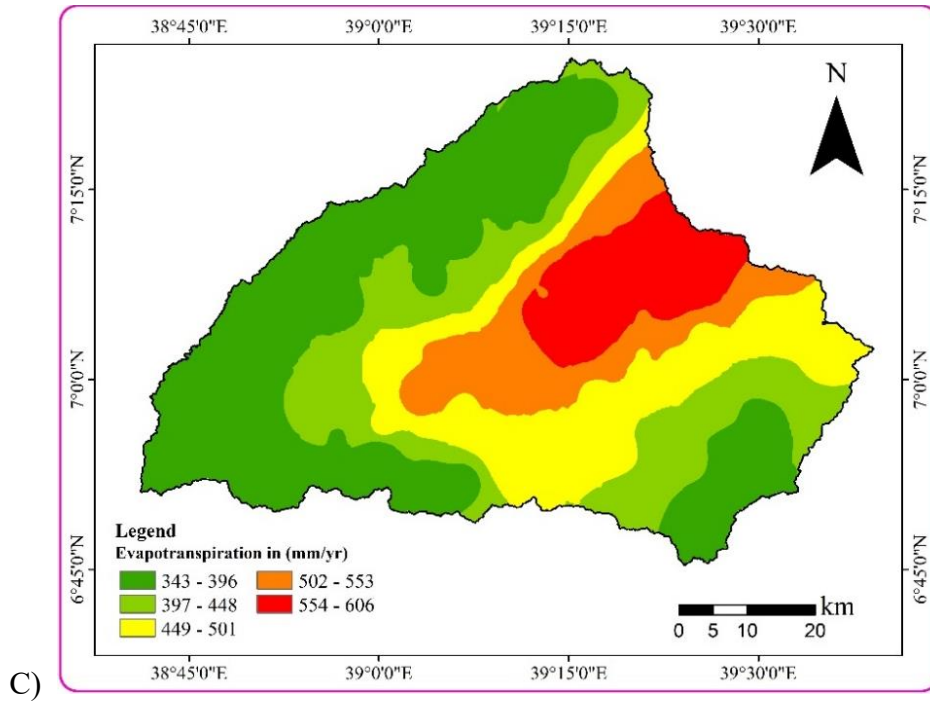 38°45'0"E 39°0'0"E 39°15'0"E 39°30'0"E
N
7°15'0"N 7°15'0"N
7°0'0"N 7°0'0"N
6°45'0"N 6°45'0"N
Legend
Evapotranspiration in (mm/yr)
343 - 396 502 - 553
397 - 448 554 - 606
449 - 501
km
0 5 10 20
38°45'0"E 39°0'0"E 39°15'0"E 39°30'0"E
C)